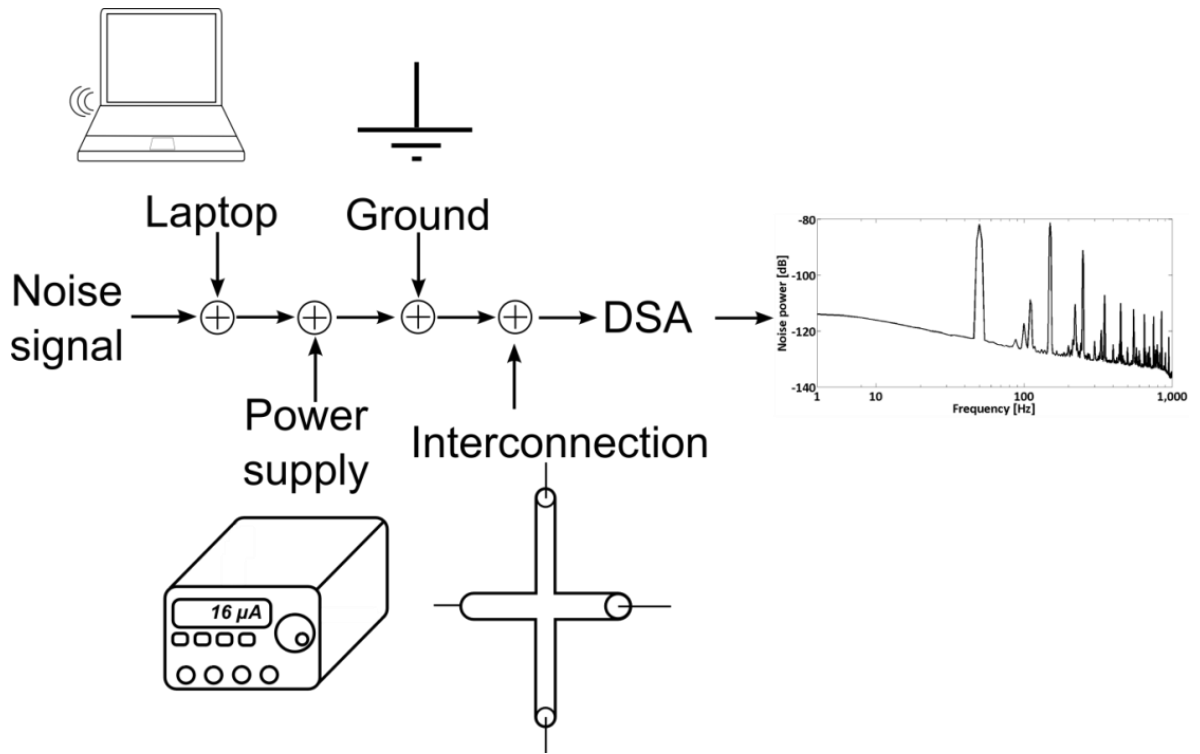 Laptop
Ground
Noise
signal
DSA
Power
supply
Interconnection
16 µA
Noise power [dB]
-80
-100
-120
-140
1
10
100
1,000
Frequency [Hz]